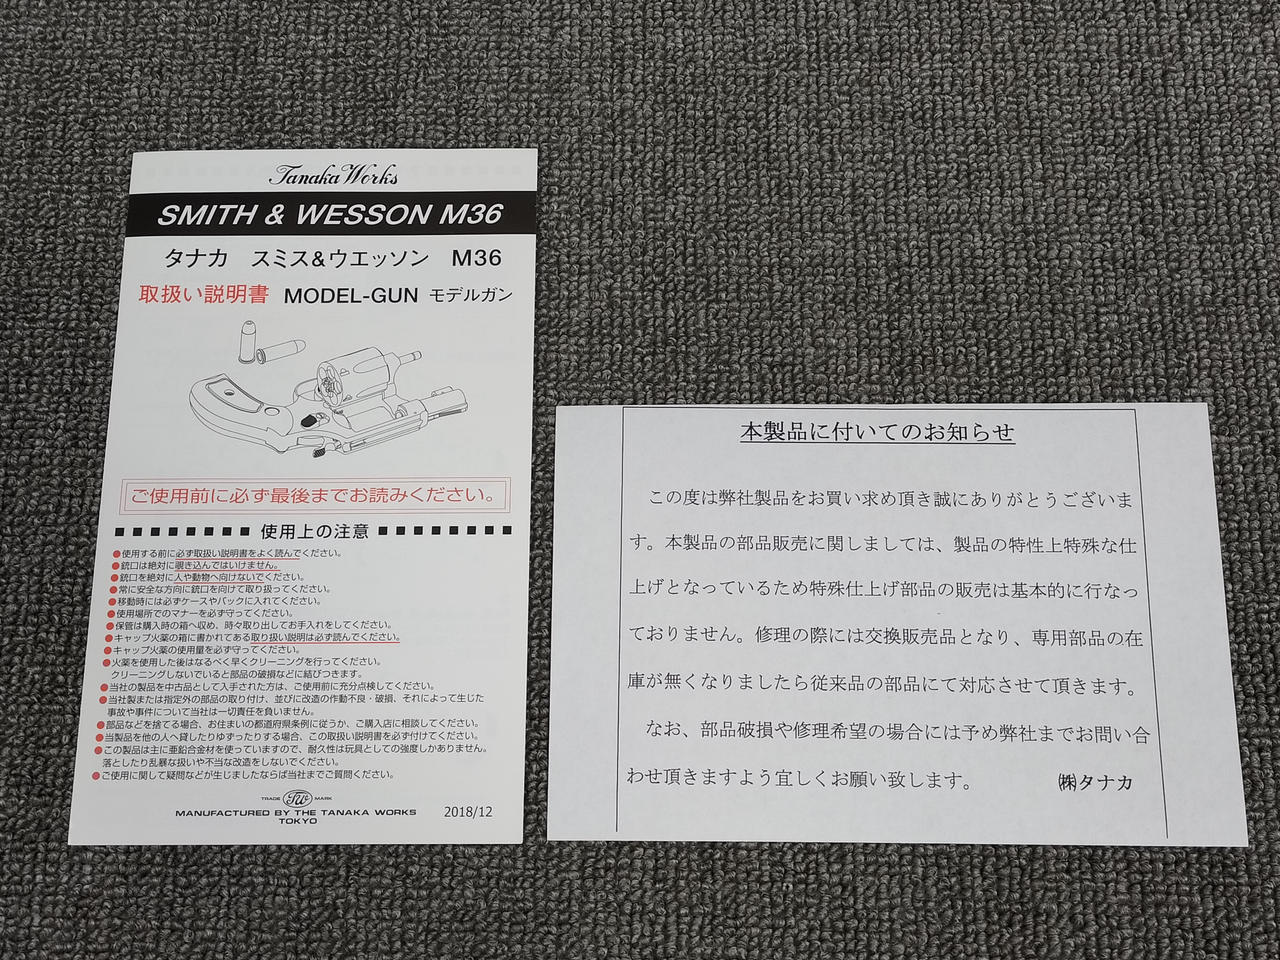 Tanaka Works
SMITH & WESSON M36
タナカ スミス&ウエッソン M36
取扱い説明書 MODEL-GUN モデルガン
ご使用前に必ず最後までお読みください。
使用上の注意
●使用する前に必ず取扱い説明書をよく読んでください。
●銃口は絶対に覗き込んではいけません。
●銃口を絶対に人や動物へ向けないでください。
●常に安全な方向に銃口を向けて取り扱ってください。
●移動時には必ずケースやバックに入れてください。
●使用場所でのマナーを必ず守ってください。
●保管は購入時の箱へ収め、時々取り出してお手入れをしてください。
●キャップ火薬の箱に書かれてある取り扱い説明は必ず読んでください。
●キャップ火薬の使用量を必ず守ってください。
●火薬を使用した後はなるべく早くクリーニングを行ってください。
クリーニングしないでいると部品の破損などに結びつきます。
●当社の製品を中古品として入手された方は、ご使用前に充分点検してください。
●当社製または指定外の部品の取り付け、並びに改造の作動不良・破損、それによって生じた
事故や事件について当社は一切責任を負いません。
●部品などを捨てる場合、お住まいの都道府県条例に従うか、ご購入店に相談してください。
●当製品を他の人へ貸したりゆずったりする場合、この取扱い説明書を必ず付けてください。
●この製品は主に亜鉛合金材を使っていますので、耐久性は玩具としての強度しかありません。
落としたり乱暴な扱いや不当な改造をしないでください。
●ご使用に関して疑問などが生じましたならば当社までご質問ください。
TRADE TW MARK
MANUFACTURED BY THE TANAKA WORKS
TOKYO
2018/12
本製品に付いてのお知らせ
この度は弊社製品をお買い求め頂き誠にありがとうございま
す。本製品の部品販売に関しましては、製品の特性上特殊な仕
上げとなっているため特殊仕上げ部品の販売は基本的に行なっ
ておりません。修理の際には交換販売品となり、専用部品の在
庫が無くなりましたら従来品の部品にて対応させて頂きます。
なお、部品破損や修理希望の場合には予め弊社までお問い合
わせ頂きますよう宜しくお願い致します。 ㈱タナカ